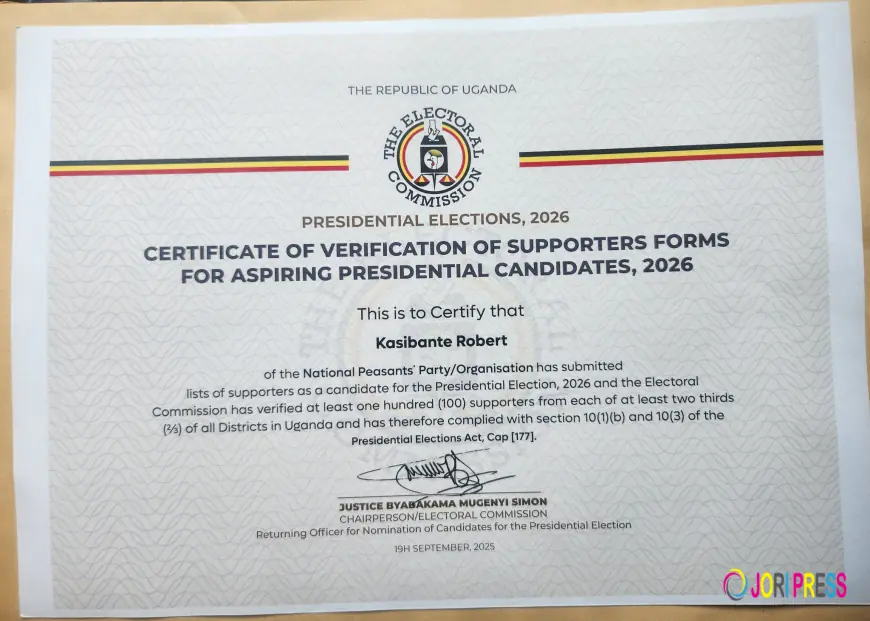 THE REPUBLIC OF UGANDA
THE ELECTORAL COMMISSION
PRESIDENTIAL ELECTIONS, 2026
CERTIFICATE OF VERIFICATION OF SUPPORTERS FORMS
FOR ASPIRING PRESIDENTIAL CANDIDATES, 2026
This is to Certify that
Kasibante Robert
of the National Peasants' Party/Organisation has submitted
lists of supporters as a candidate for the Presidential Election, 2026 and the Electoral
Commission has verified at least one hundred (100) supporters from each of at least two thirds
(⅔) of all Districts in Uganda and has therefore complied with section 10(1)(b) and 10(3) of the
Presidential Elections Act, Cap [177].
JUSTICE BYABAKAMA MUGENYI SIMON
CHAIRPERSON/ELECTORAL COMMISSION
Returning Officer for Nomination of Candidates for the Presidential Election
19H SEPTEMBER, 2025
JORI PRESS